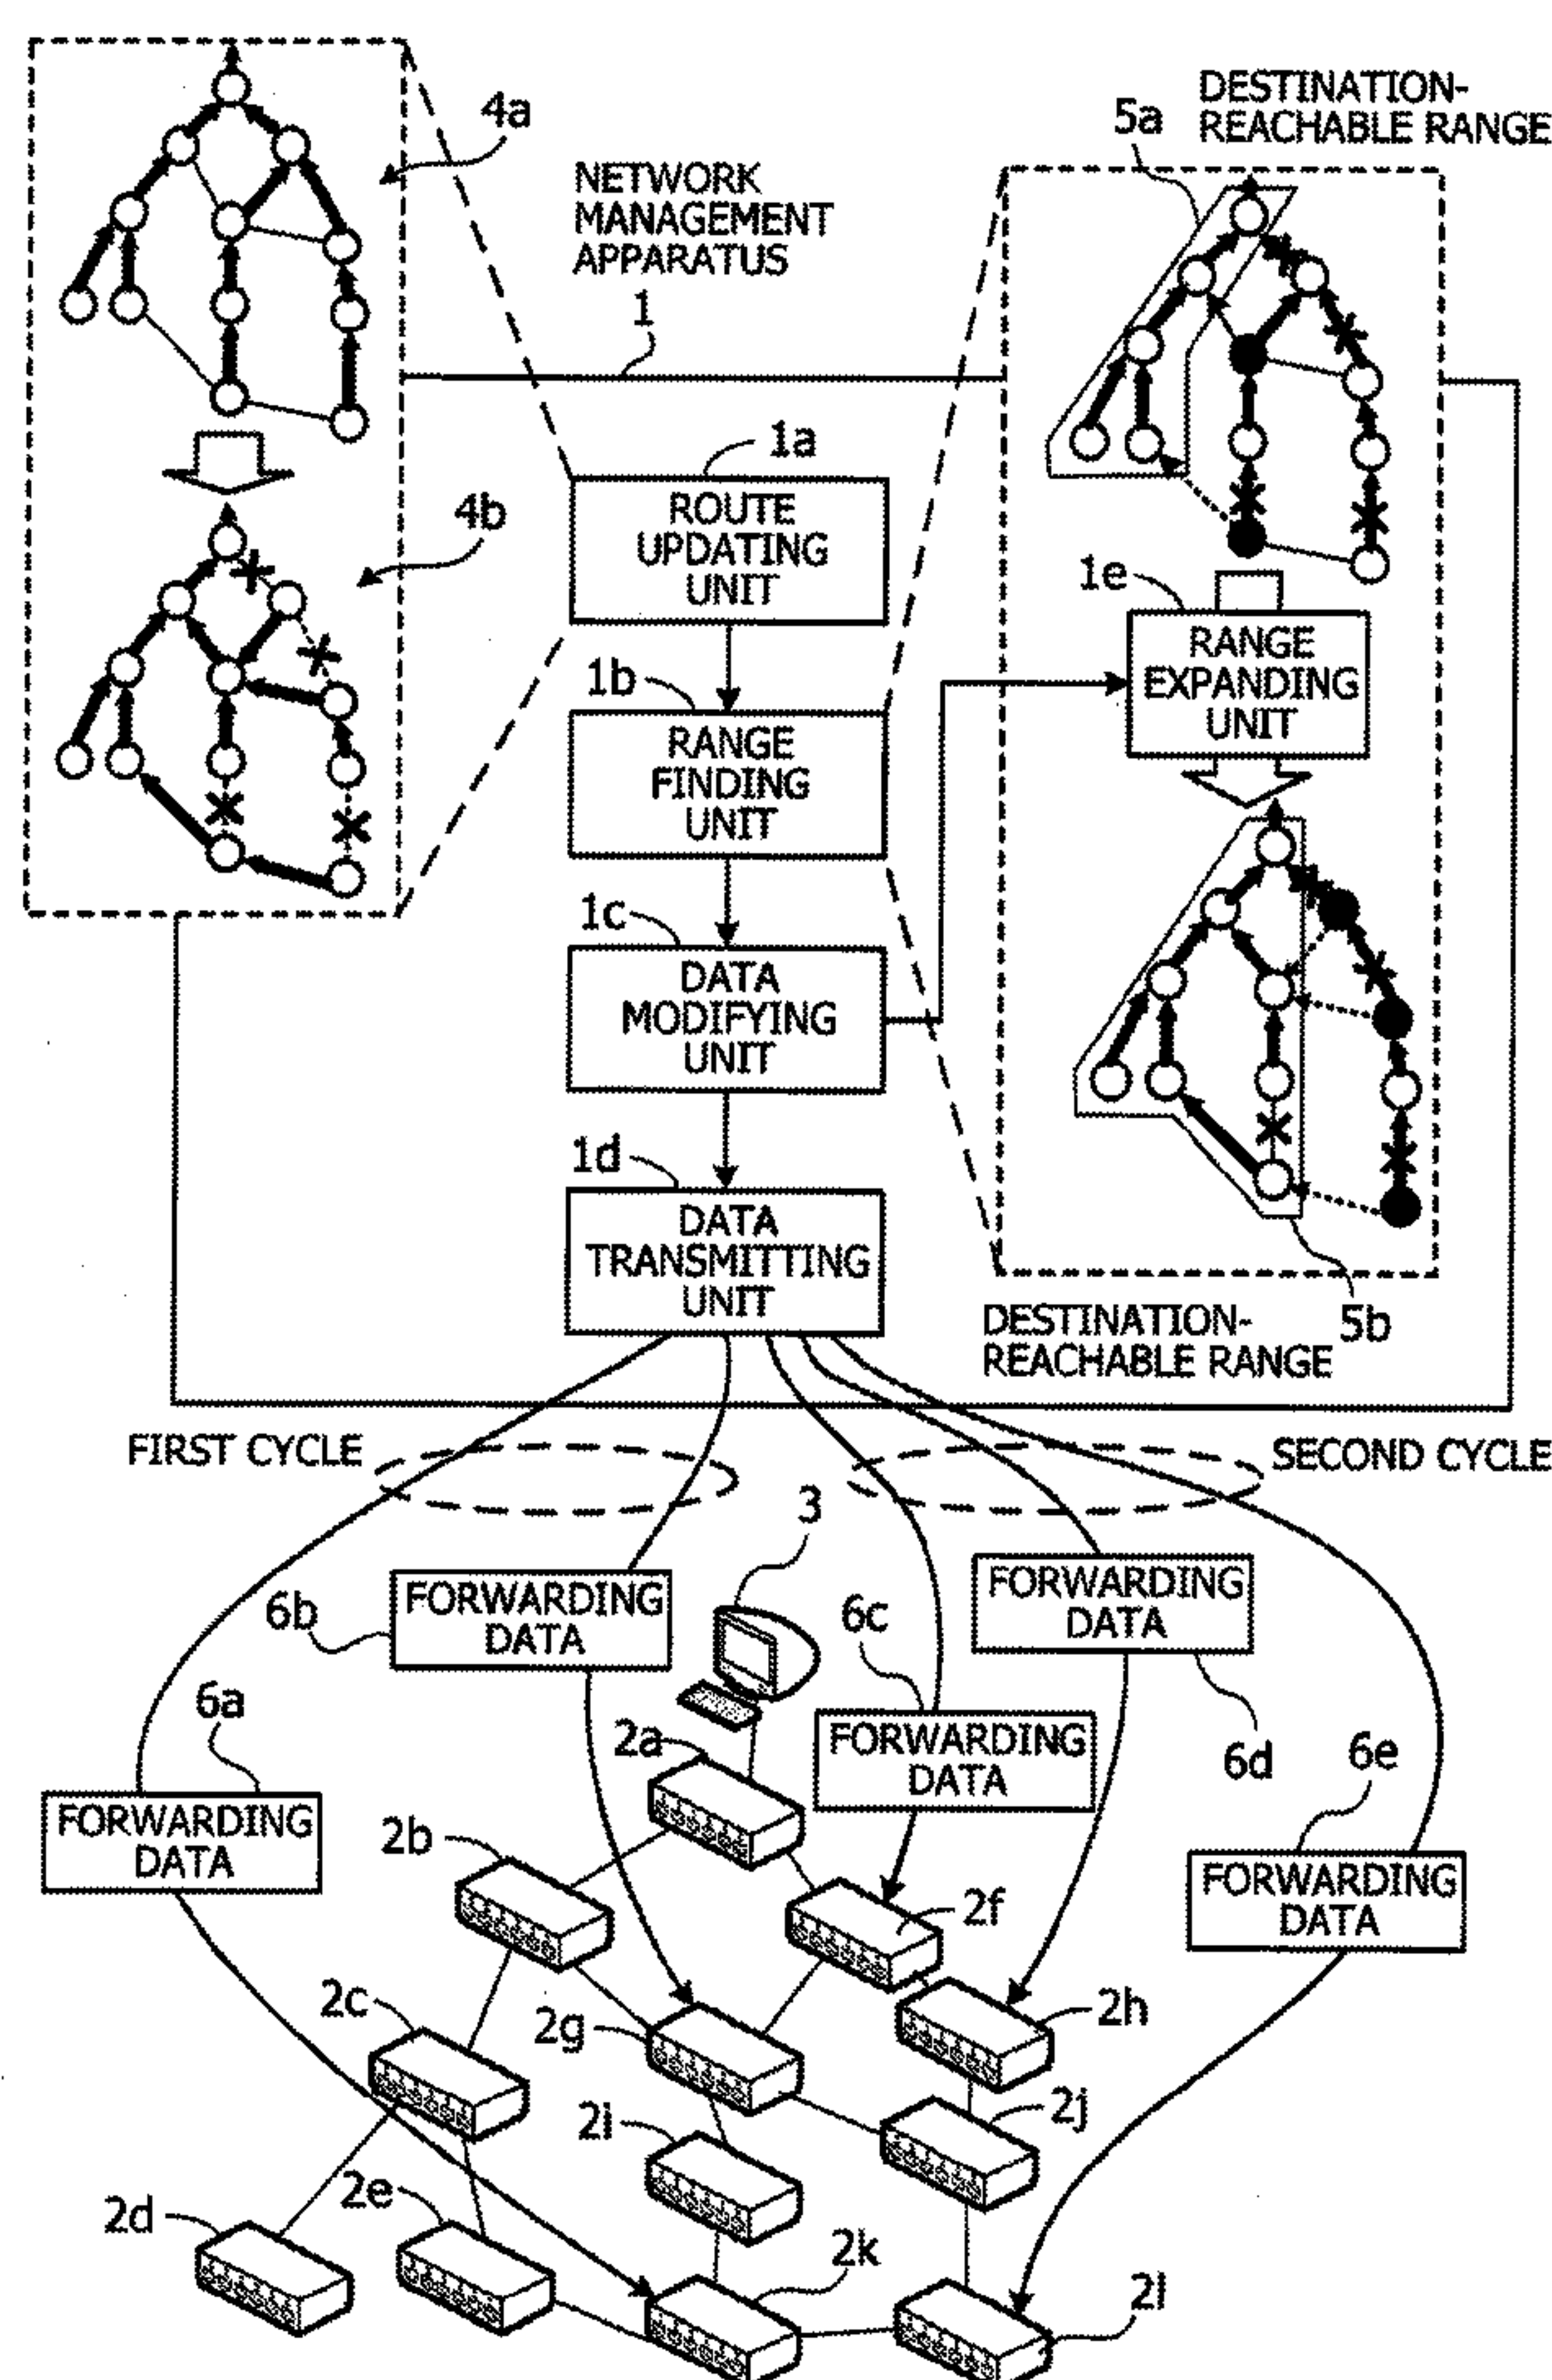 4a
DESTINATION-
REACHABLE RANGE
5a
NETWORK
MANAGEMENT
APPARATUS
1
1a
ROUTE
UPDATING
UNIT
4b
1e
RANGE
EXPANDING
UNIT
1b
RANGE
FINDING
UNIT
1c
DATA
MODIFYING
UNIT
1d
DATA
TRANSMITTING
UNIT
DESTINATION-
REACHABLE RANGE
5b
FIRST CYCLE
SECOND CYCLE
3
6b
FORWARDING
DATA
6c
FORWARDING
DATA
6d
6a
FORWARDING
DATA
2a
FORWARDING
DATA
6e
FORWARDING
DATA
2b
2f
2c
2g
2h
2i
2j
2d
2e
2k
2l